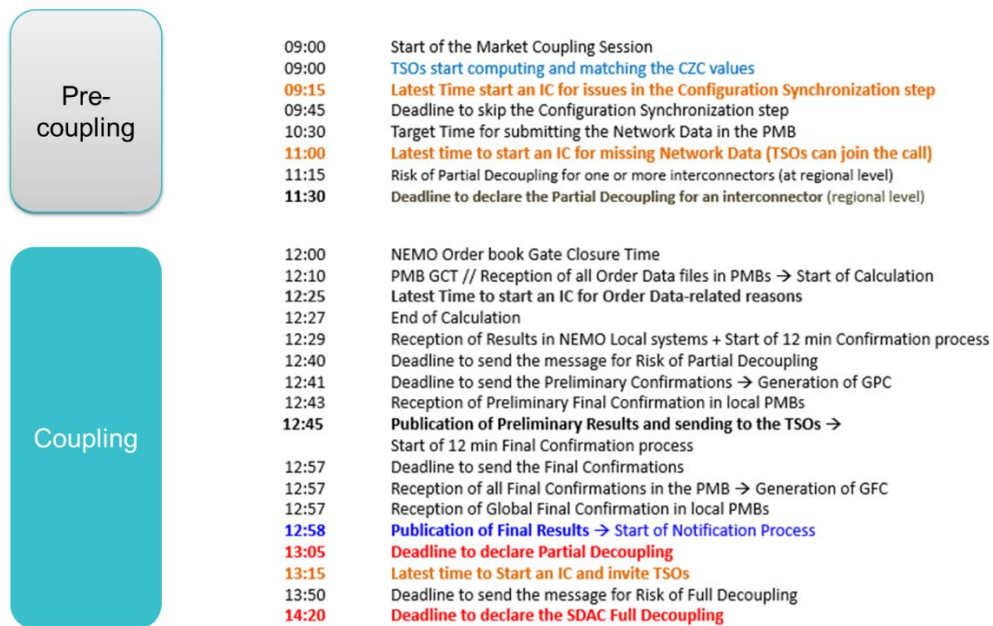 Pre-
coupling
09:00 Start of the Market Coupling Session
09:00 TSOs start computing and matching the CZC values
09:15 Latest Time start an IC for issues in the Configuration Synchronization step
09:45 Deadline to skip the Configuration Synchronization step
10:30 Target Time for submitting the Network Data in the PMB
11:00 Latest time to start an IC for missing Network Data (TSOs can join the call)
11:15 Risk of Partial Decoupling for one or more interconnectors (at regional level)
11:30 Deadline to declare the Partial Decoupling for an interconnector (regional level)
Coupling
12:00 NEMO Order book Gate Closure Time
12:10 PMB GCT // Reception of all Order Data files in PMBs → Start of Calculation
12:25 Latest Time to start an IC for Order Data-related reasons
12:27 End of Calculation
12:29 Reception of Results in NEMO Local systems + Start of 12 min Confirmation process
12:40 Deadline to send the message for Risk of Partial Decoupling
12:41 Deadline to send the Preliminary Confirmations → Generation of GPC
12:43 Reception of Preliminary Final Confirmation in local PMBs
12:45 Publication of Preliminary Results and sending to the TSOs →
Start of 12 min Final Confirmation process
12:57 Deadline to send the Final Confirmations
12:57 Reception of all Final Confirmations in the PMB → Generation of GFC
12:57 Reception of Global Final Confirmation in local PMBs
12:58 Publication of Final Results → Start of Notification Process
13:05 Deadline to declare Partial Decoupling
13:15 Latest time to Start an IC and invite TSOs
13:50 Deadline to send the message for Risk of Full Decoupling
14:20 Deadline to declare the SDAC Full Decoupling